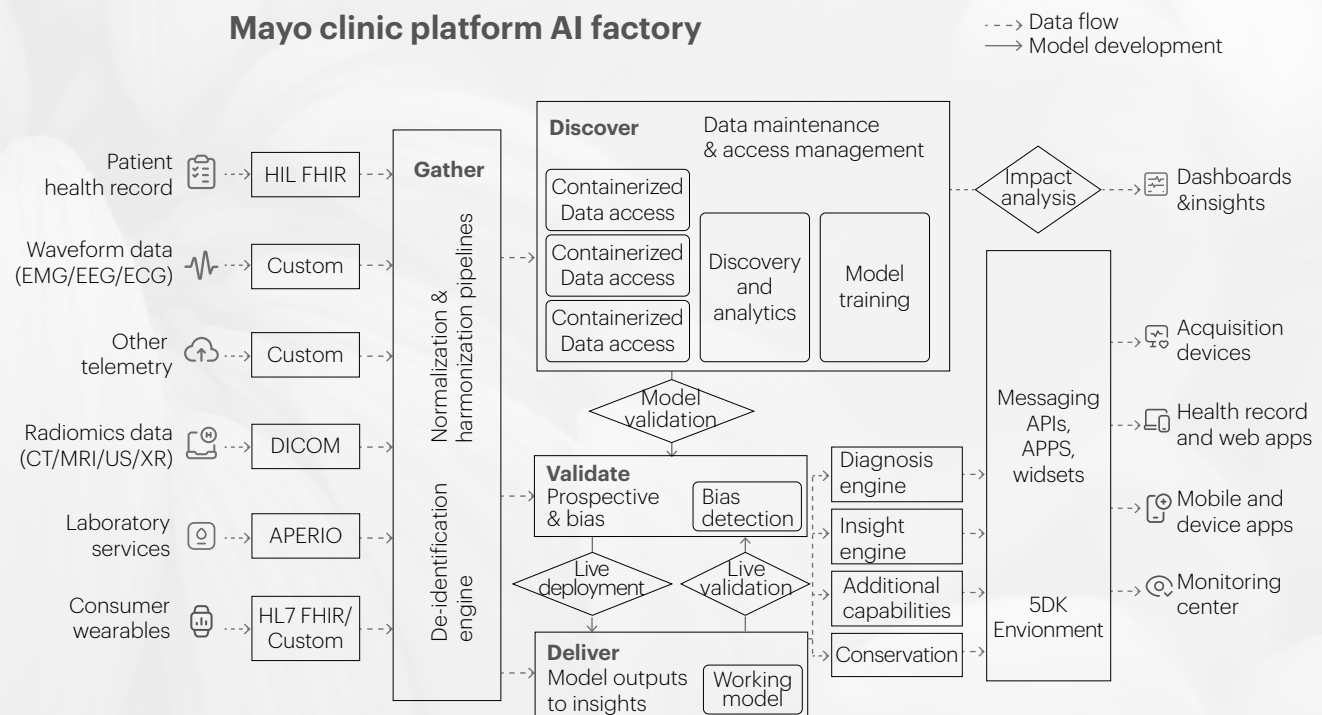 Mayo clinic platform AI factory
Data flow
Model development
Patient
health record
HIL FHIR
Waveform data
(EMG/EEG/ECG)
Custom
Other
telemetry
Custom
Radiomics data
(CT/MRI/US/XR)
DICOM
Laboratory
services
APERIO
Consumer
wearables
HL7 FHIR/
Custom
Gather
Normalization &
harmonization pipelines
De-identification
engine
Discover
Data maintenance
& access management
Containerized
Data access
Containerized
Data access
Containerized
Data access
Discovery
and
analytics
Model
training
Impact
analysis
Dashboards
&insights
Model
validation
Validate
Prospective
& bias
Bias
detection
Live
deployment
Live
validation
Deliver
Model outputs
to insights
Working
model
Diagnosis
engine
Insight
engine
Additional
capabilities
Conservation
Messaging
APIs,
APPS,
widsets
5DK
Envionment
Acquisition
devices
Health record
and web apps
Mobile and
device apps
Monitoring
center